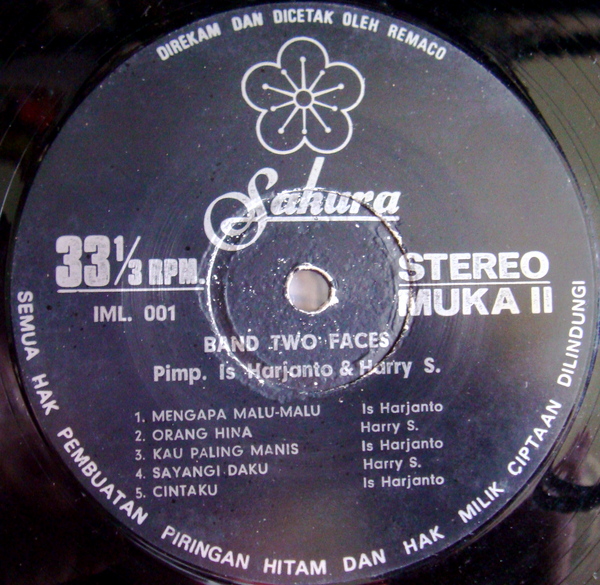 DIREKAM DAN DICETAK OLEH REMACO
Sakura
33 1/3 RPM.
IML. 001
STEREO
MUKA II
BAND TWO FACES
Pimp. Is Harjanto & Harry S.
1. MENGAPA MALU-MALU Is Harjanto
2. ORANG HINA Harry S.
3. KAU PALING MANIS Is Harjanto
4. SAYANGI DAKU Harry S.
5. CINTAKU Is Harjanto
SEMUA HAK PEMBUATAN PIRINGAN HITAM DAN HAK MILIK CIPTAAN DILINDUNGI